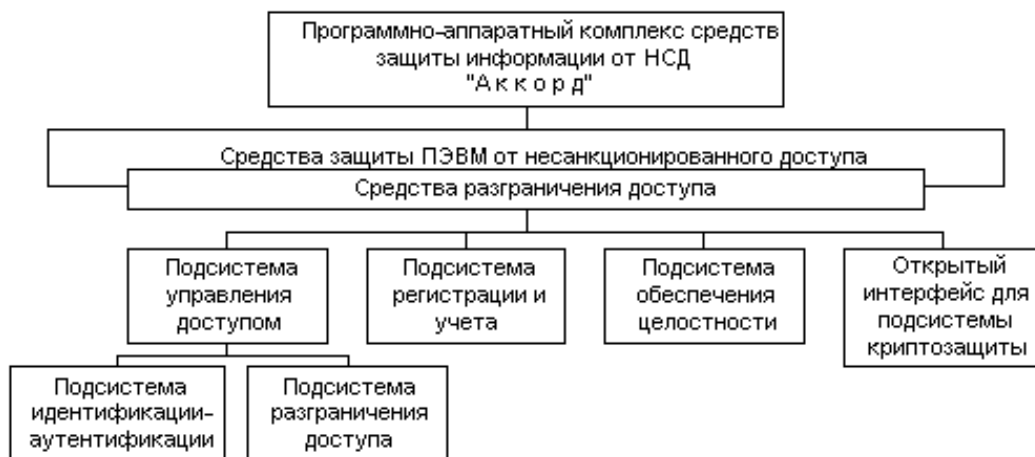 Программно-аппаратный комплекс средств
защиты информации от НСД
"А к к о р д"
Средства защиты ПЭВМ от несанкционированного доступа
Средства разграничения доступа
Подсистема
управления
доступом
Подсистема
регистрации и
учета
Подсистема
обеспечения
целостности
Открытый
интерфейс для
подсистемы
криптозащиты
Подсистема
идентификации-
аутентификации
Подсистема
разграничения
доступа